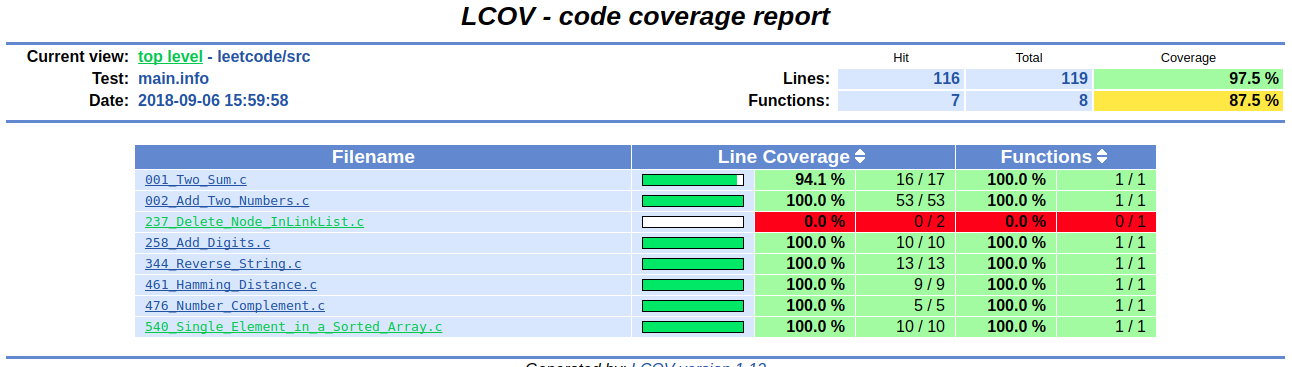 LCOV - code coverage report
Current view: top level - leetcode/src Hit Total Coverage
Test: main.info Lines: 116 119 97.5 %
Date: 2018-09-06 15:59:58 Functions: 7 8 87.5 %
Filename Line Coverage Functions
001_Two_Sum.c 94.1 % 16 / 17 100.0 % 1 / 1
002_Add_Two_Numbers.c 100.0 % 53 / 53 100.0 % 1 / 1
237_Delete_Node_InLinkList.c 0.0 % 0 / 2 0.0 % 0 / 1
258_Add_Digits.c 100.0 % 10 / 10 100.0 % 1 / 1
344_Reverse_String.c 100.0 % 13 / 13 100.0 % 1 / 1
461_Hamming_Distance.c 100.0 % 9 / 9 100.0 % 1 / 1
476_Number_Complement.c 100.0 % 5 / 5 100.0 % 1 / 1
540_Single_Element_in_a_Sorted_Array.c 100.0 % 10 / 10 100.0 % 1 / 1
Generated by: LCOV version